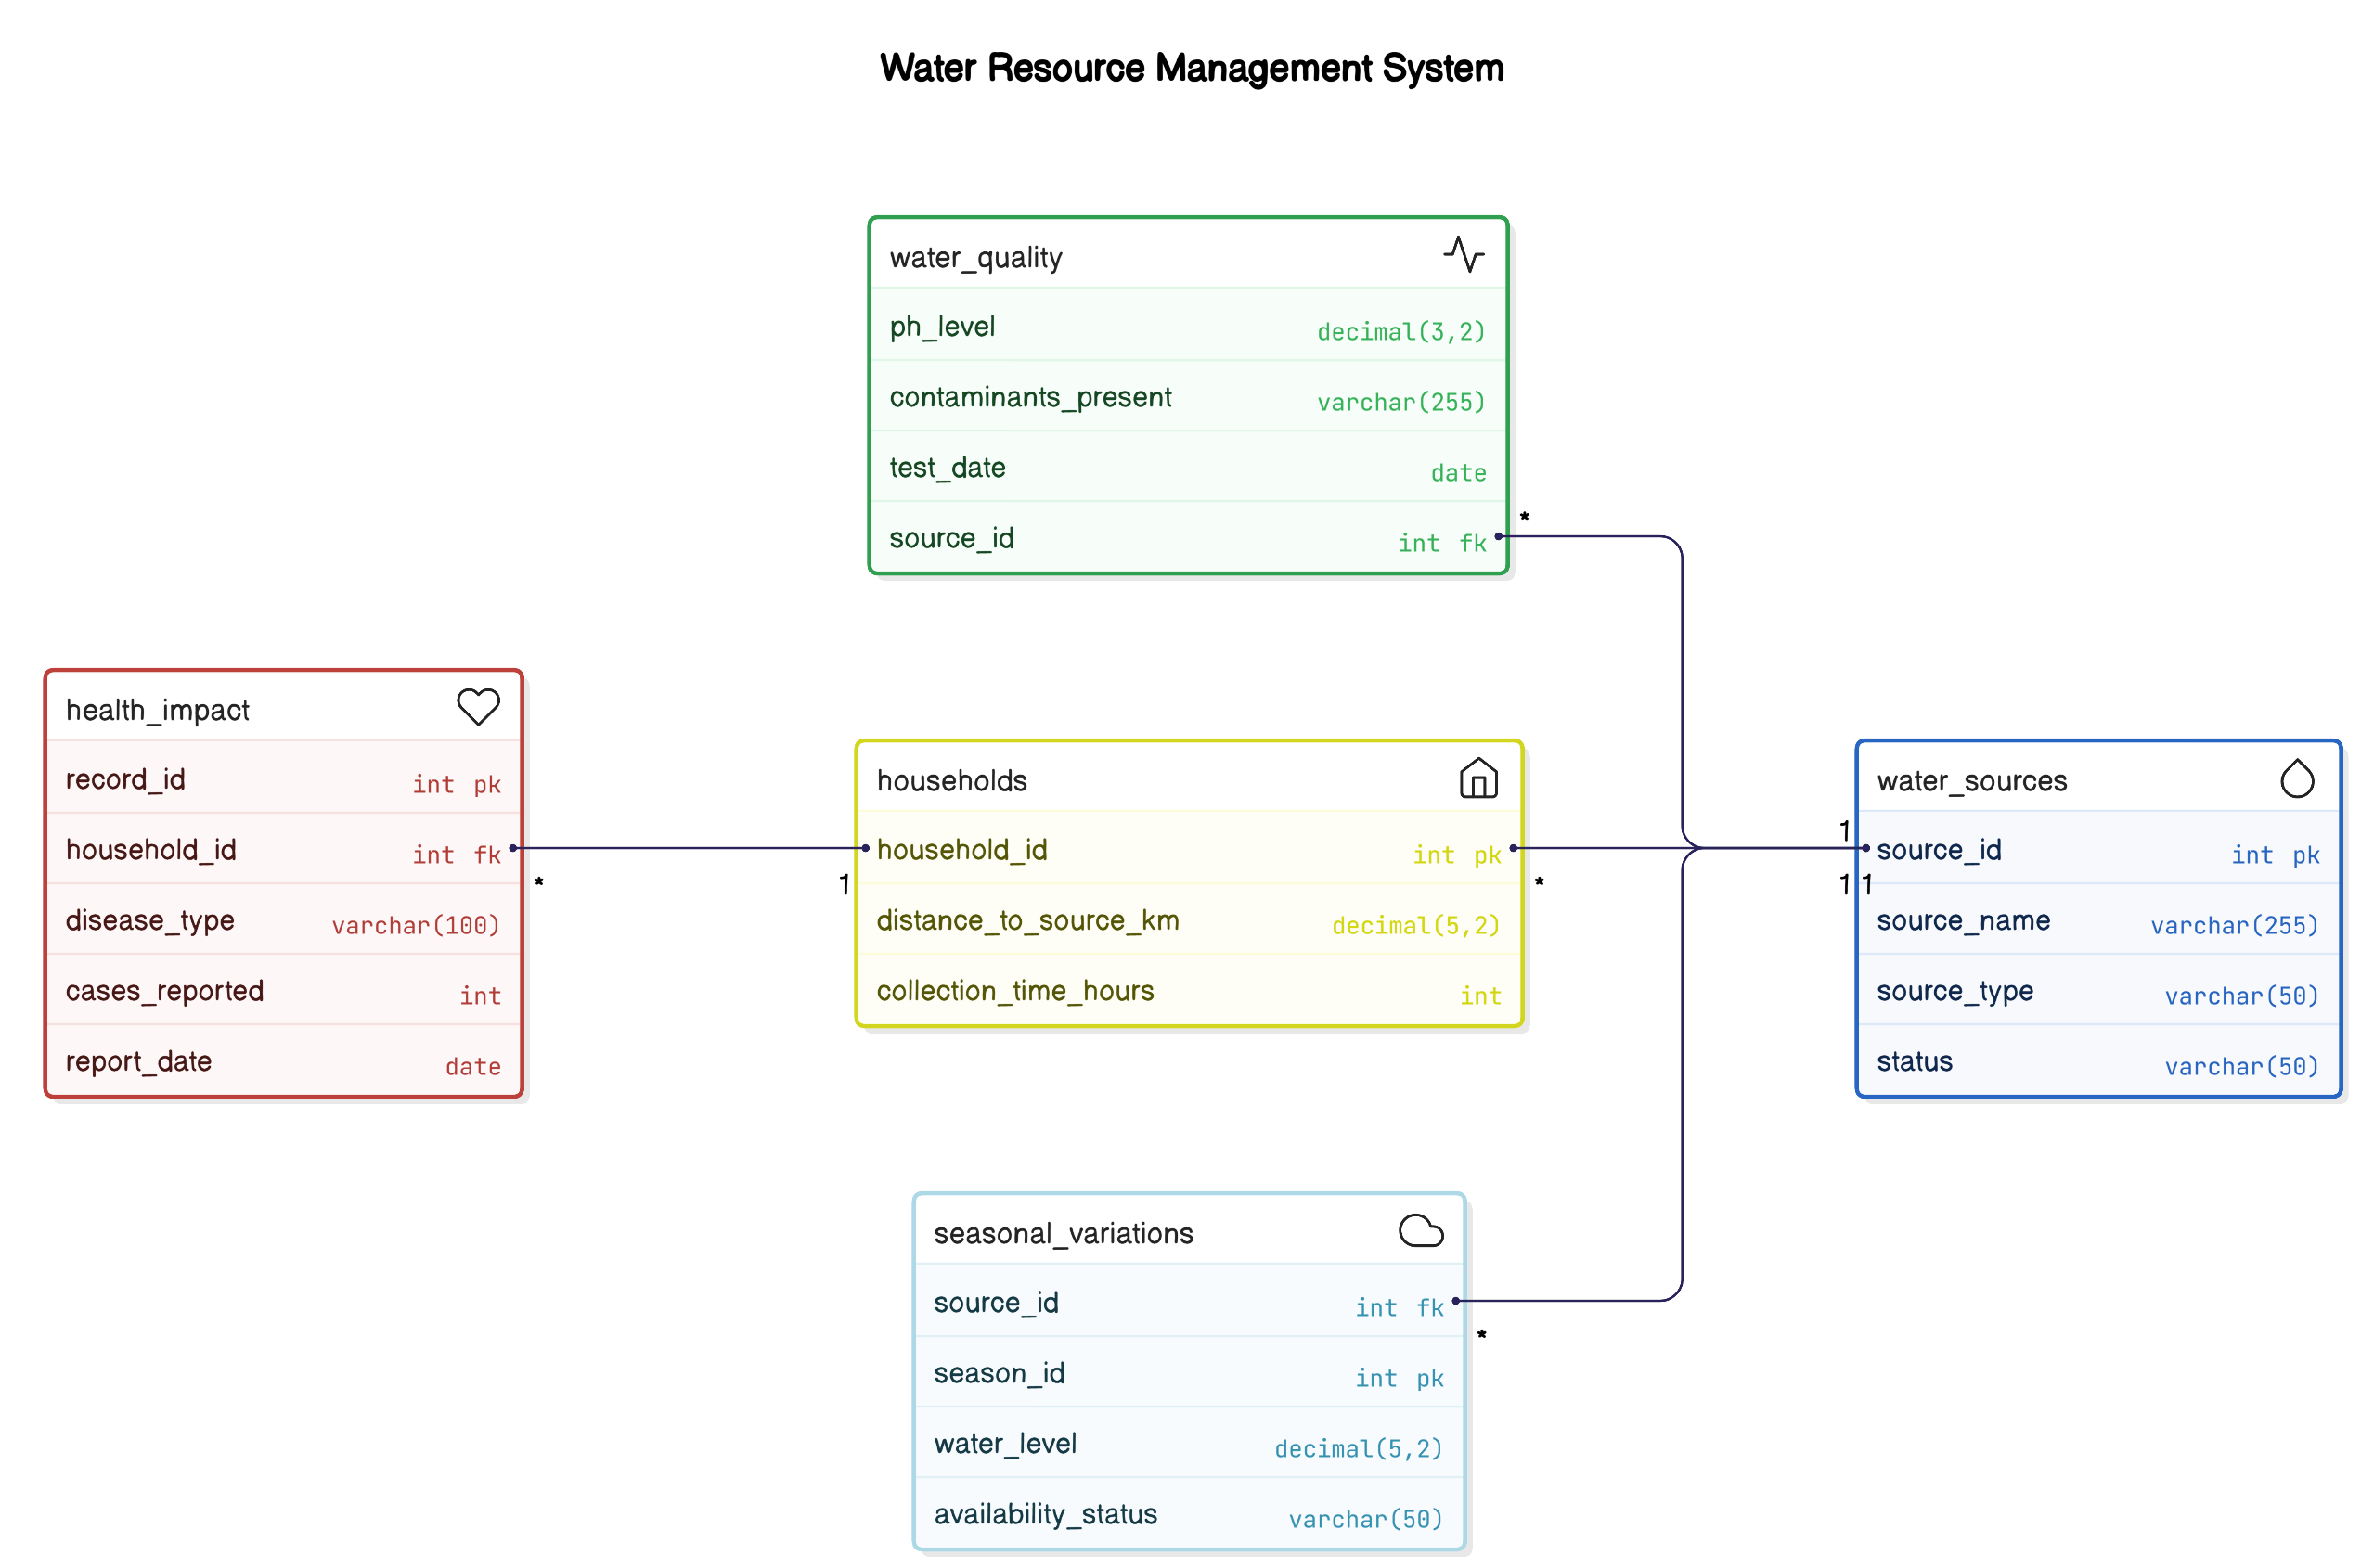 Water Resource Management System
water_quality
ph_level decimal(3,2)
contaminants_present varchar(255)
test_date date
source_id int fk
*
health_impact
record_id int pk
household_id int fk
*
disease_type varchar(100)
cases_reported int
report_date date
households
household_id int pk
1
*
distance_to_source_km decimal(5,2)
collection_time_hours int
water_sources
1
source_id int pk
1 1
source_name varchar(255)
source_type varchar(50)
status varchar(50)
seasonal_variations
source_id int fk
*
season_id int pk
water_level decimal(5,2)
availability_status varchar(50)